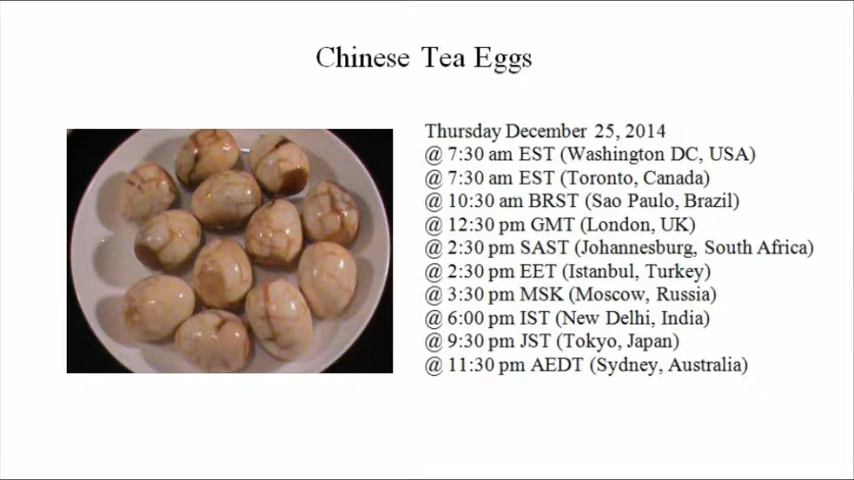 Chinese Tea Eggs
Thursday December 25, 2014
@ 7:30 am EST (Washington DC, USA)
@ 7:30 am EST (Toronto, Canada)
@ 10:30 am BRST (Sao Paulo, Brazil)
@ 12:30 pm GMT (London, UK)
@ 2:30 pm SAST (Johannesburg, South Africa)
@ 2:30 pm EET (Istanbul, Turkey)
@ 3:30 pm MSK (Moscow, Russia)
@ 6:00 pm IST (New Delhi, India)
@ 9:30 pm JST (Tokyo, Japan)
@ 11:30 pm AEDT (Sydney, Australia)